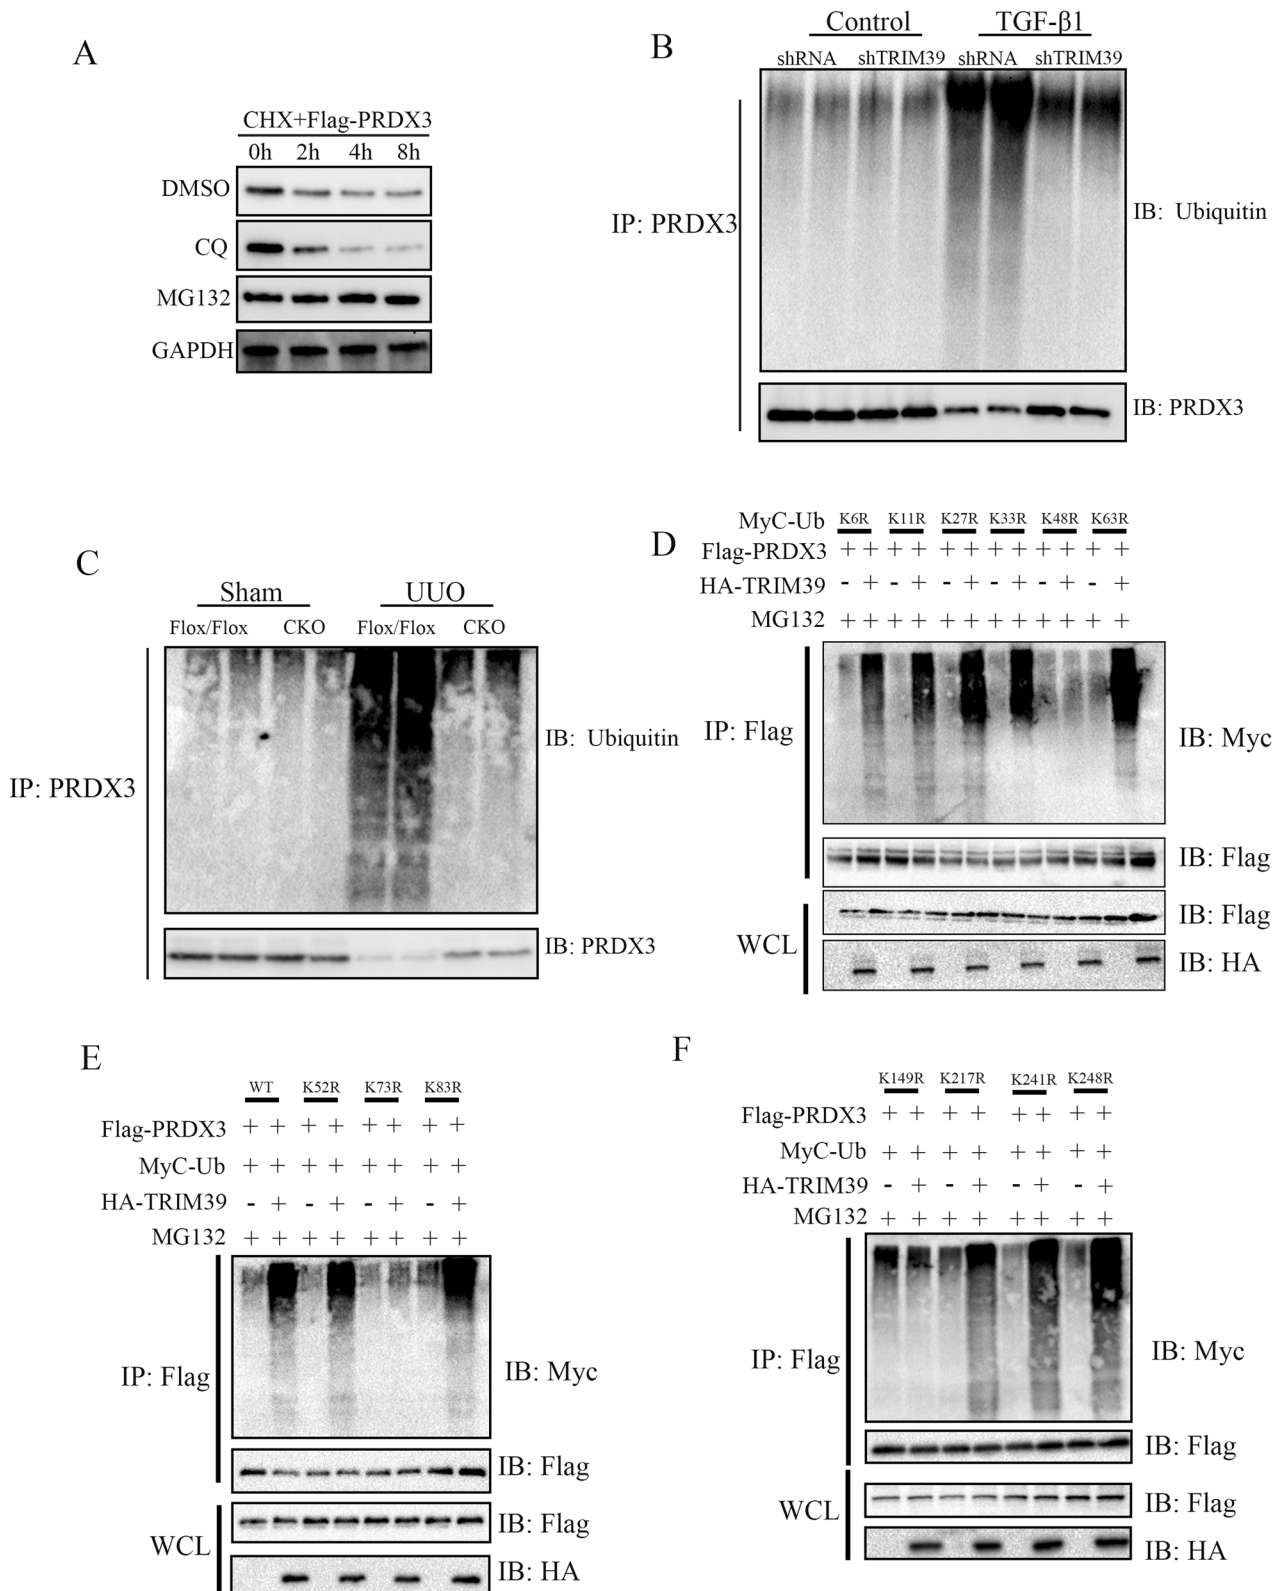 A
CHX+Flag-PRDX3
0h 2h 4h 8h
DMSO
CQ
MG132
GAPDH
B
Control TGF-β1
shRNA shTRIM39 shRNA shTRIM39
IP: PRDX3
IB: Ubiquitin
IB: PRDX3
C
Sham UUO
Flox/Flox CKO Flox/Flox CKO
IP: PRDX3
IB: Ubiquitin
IB: PRDX3
D
MyC-Ub K6R K11R K27R K33R K48R K63R
Flag-PRDX3 + + + + + + + + + + + +
HA-TRIM39 - + - + - + - + - + - +
MG132 + + + + + + + + + + + +
IP: Flag
IB: Myc
IB: Flag
WCL
IB: Flag
IB: HA
E
WT K52R K73R K83R
Flag-PRDX3 + + + + + + + +
MyC-Ub + + + + + + + +
HA-TRIM39 - + - + - + - +
MG132 + + + + + + + +
IP: Flag
IB: Myc
IB: Flag
WCL
IB: Flag
IB: HA
F
K149R K217R K241R K248R
Flag-PRDX3 + + + + + + + +
MyC-Ub + + + + + + + +
HA-TRIM39 - + - + - + - +
MG132 + + + + + + + +
IP: Flag
IB: Myc
IB: Flag
WCL
IB: Flag
IB: HA